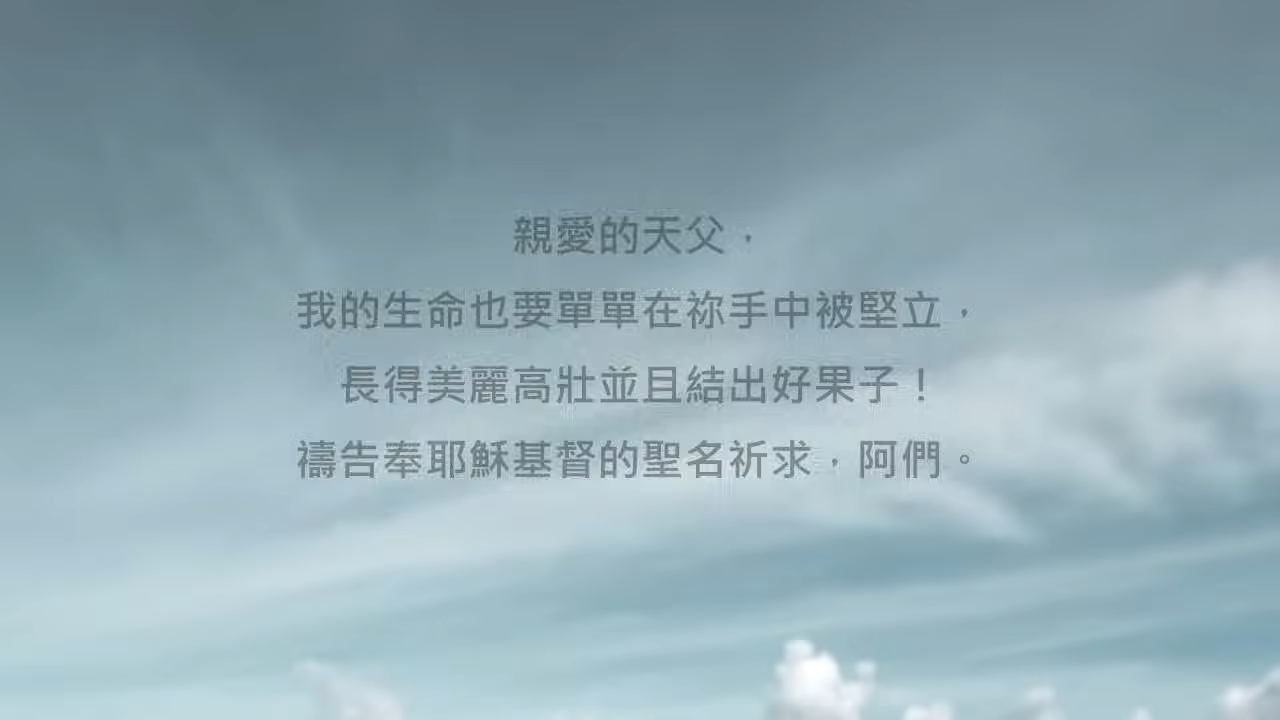 親愛的天父，
我的生命也要單單在祢手中被堅立，
長得美麗高壯並且結出好果子！
禱告奉耶穌基督的聖名祈求，阿們。